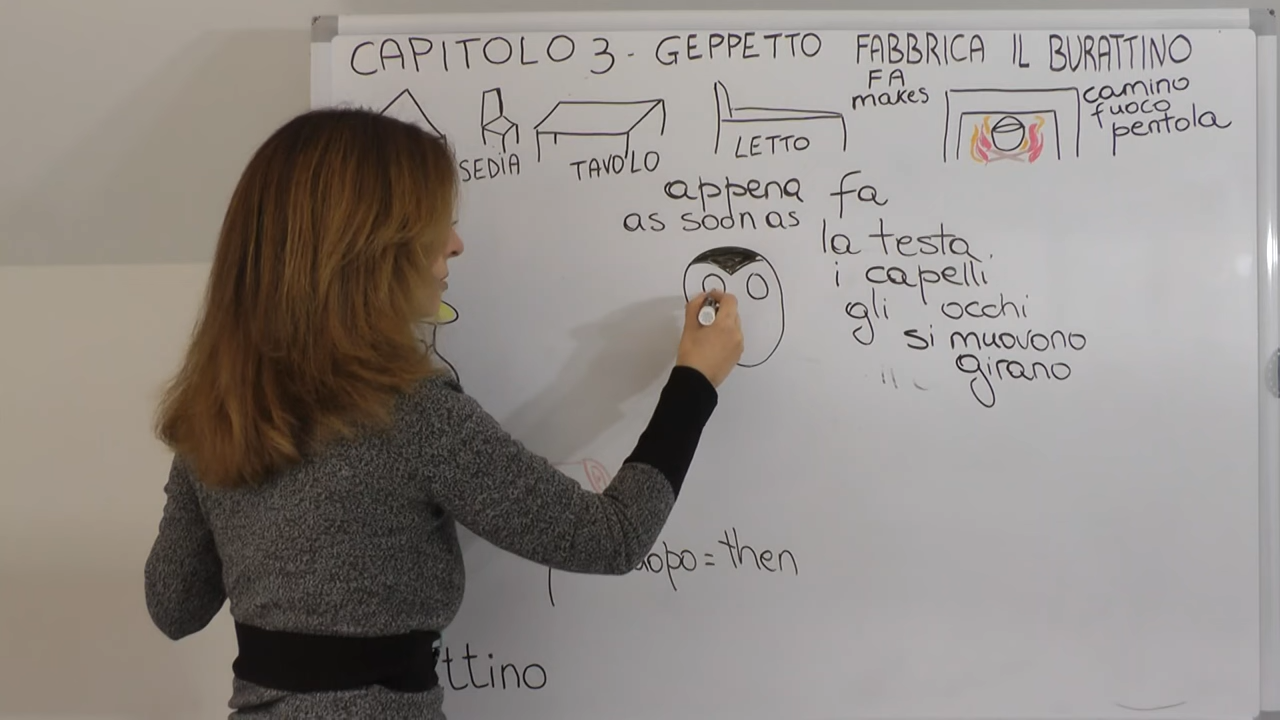 CAPITOLO 3 - GEPPETTO FABBRICA IL BURATTINO
FA
makes
camino
fuoco
pentola
SEDIA
TAVOLO
LETTO
appena fa
as soon as
la testa
i capelli
gli occhi
si muovono
girano
dopo = then
ttino